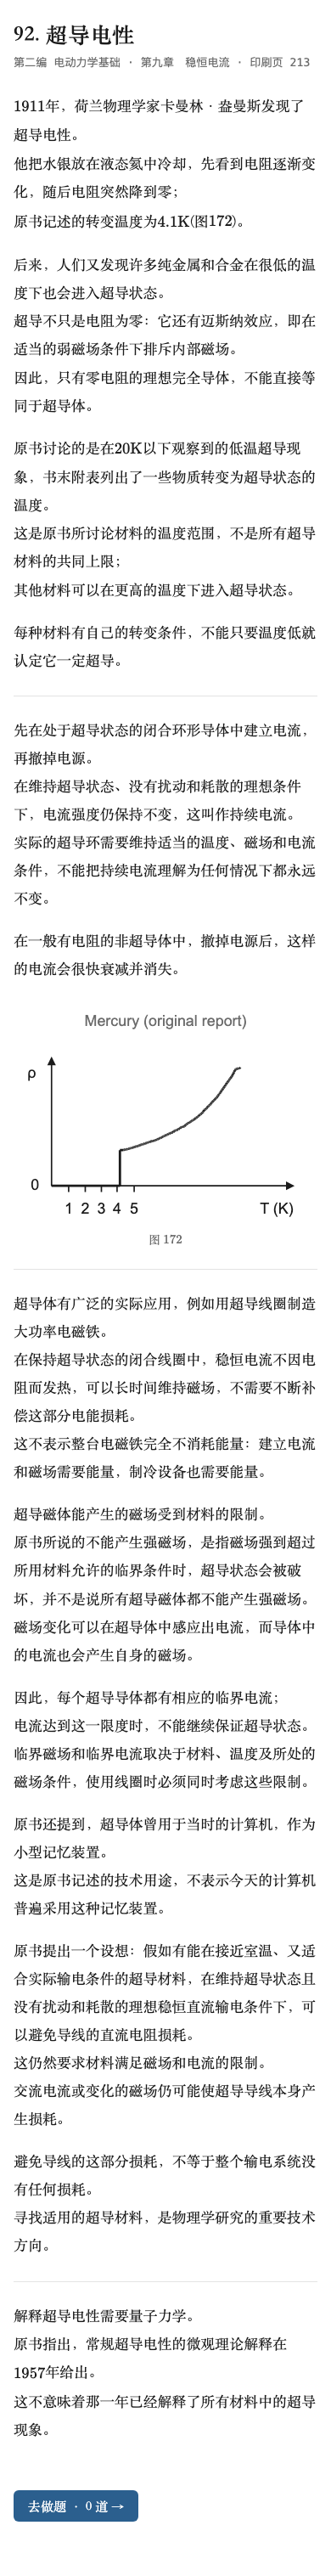 92. 超导电性
第二编 电动力学基础 · 第九章 稳恒电流 · 印刷页 213
1911年，荷兰物理学家卡曼林·盎曼斯发现了
超导电性。
他把水银放在液态氦中冷却，先看到电阻逐渐变
化，随后电阻突然降到零；
原书记述的转变温度为4.1K(图172)。
后来，人们又发现许多纯金属和合金在很低的温
度下也会进入超导状态。
超导不只是电阻为零：它还有迈斯纳效应，即在
适当的弱磁场条件下排斥内部磁场。
因此，只有零电阻的理想完全导体，不能直接等
同于超导体。
原书讨论的是在20K以下观察到的低温超导现
象，书末附表列出了一些物质转变为超导状态的
温度。
这是原书所讨论材料的温度范围，不是所有超导
材料的共同上限；
其他材料可以在更高的温度下进入超导状态。
每种材料有自己的转变条件，不能只要温度低就
认定它一定超导。
先在处于超导状态的闭合环形导体中建立电流，
再撤掉电源。
在维持超导状态、没有扰动和耗散的理想条件
下，电流强度仍保持不变，这叫作持续电流。
实际的超导环需要维持适当的温度、磁场和电流
条件，不能把持续电流理解为任何情况下都永远
不变。
在一般有电阻的非超导体中，撤掉电源后，这样
的电流会很快衰减并消失。
Mercury (original report)
ρ
0
1 2 3 4 5
T (K)
图 172
超导体有广泛的实际应用，例如用超导线圈制造
大功率电磁铁。
在保持超导状态的闭合线圈中，稳恒电流不因电
阻而发热，可以长时间维持磁场，不需要不断补
偿这部分电能损耗。
这不表示整台电磁铁完全不消耗能量：建立电流
和磁场需要能量，制冷设备也需要能量。
超导磁体能产生的磁场受到材料的限制。
原书所说的不能产生强磁场，是指磁场强到超过
所用材料允许的临界条件时，超导状态会被破
坏，并不是说所有超导磁体都不能产生强磁场。
磁场变化可以在超导体中感应出电流，而导体中
的电流也会产生自身的磁场。
因此，每个超导导体都有相应的临界电流；
电流达到这一限度时，不能继续保证超导状态。
临界磁场和临界电流取决于材料、温度及所处的
磁场条件，使用线圈时必须同时考虑这些限制。
原书还提到，超导体曾用于当时的计算机，作为
小型记忆装置。
这是原书记述的技术用途，不表示今天的计算机
普遍采用这种记忆装置。
原书提出一个设想：假如有能在接近室温、又适
合实际输电条件的超导材料，在维持超导状态且
没有扰动和耗散的理想稳恒直流输电条件下，可
以避免导线的直流电阻损耗。
这仍然要求材料满足磁场和电流的限制。
交流电流或变化的磁场仍可能使超导导线本身产
生损耗。
避免导线的这部分损耗，不等于整个输电系统没
有任何损耗。
寻找适用的超导材料，是物理学研究的重要技术
方向。
解释超导电性需要量子力学。
原书指出，常规超导电性的微观理论解释在
1957年给出。
这不意味着那一年已经解释了所有材料中的超导
现象。
去做题 · 0 道 →